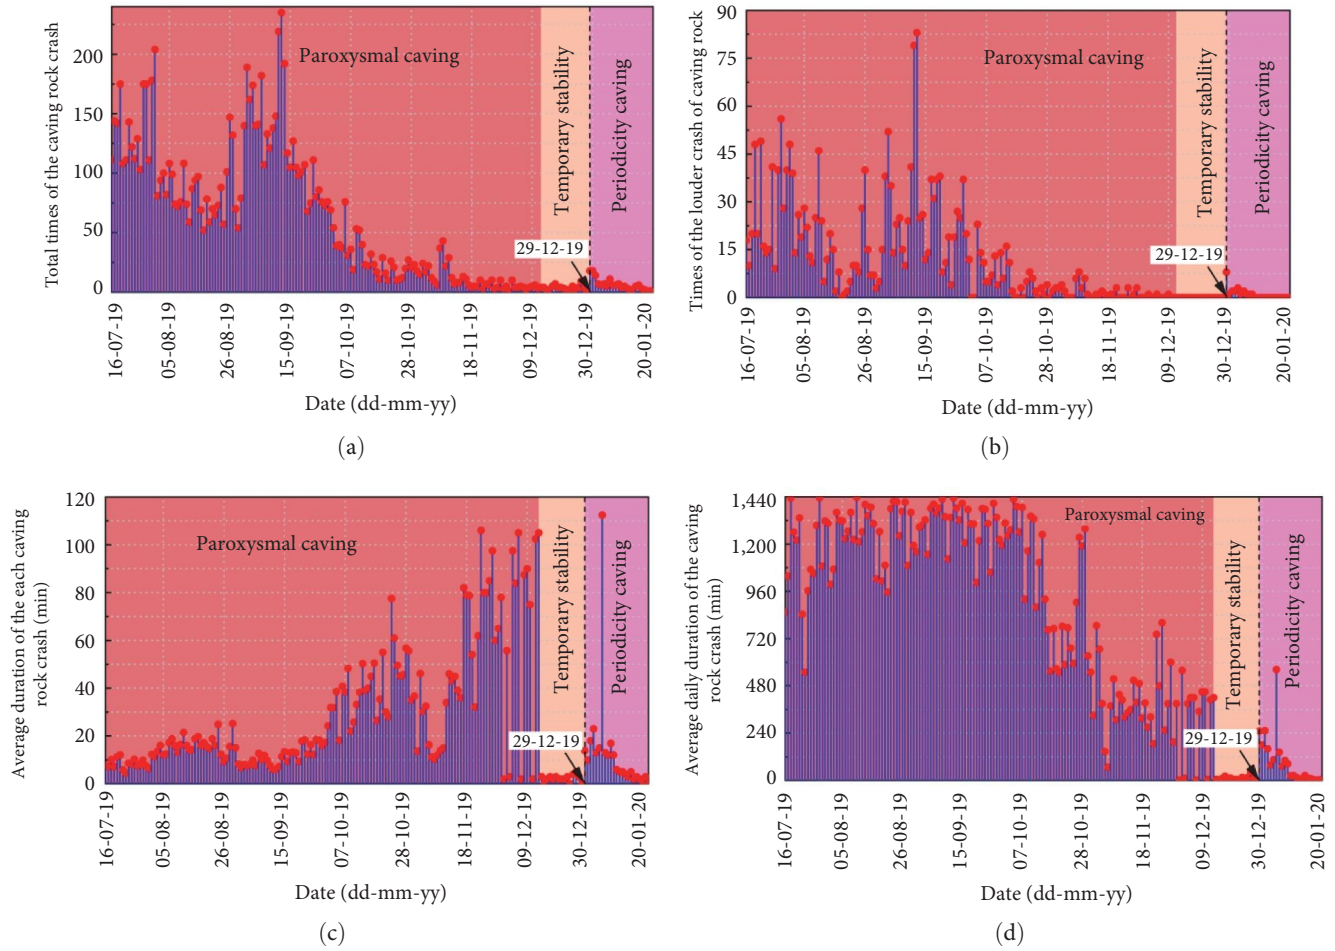 Total times of the caving rock crash
200
150
100
50
0
Paroxysmal caving
Temporary stability
Periodicity caving
29-12-19
16-07-19
05-08-19
26-08-19
15-09-19
07-10-19
28-10-19
18-11-19
09-12-19
30-12-19
20-01-20
Date (dd-mm-yy)
(a)
Times of the louder crash of caving rock
90
75
60
45
30
15
0
Paroxysmal caving
Temporary stability
Periodicity caving
29-12-19
16-07-19
05-08-19
26-08-19
15-09-19
07-10-19
28-10-19
18-11-19
09-12-19
30-12-19
20-01-20
Date (dd-mm-yy)
(b)
Average duration of the each caving
rock crash (min)
120
100
80
60
40
20
0
Paroxysmal caving
Temporary stability
Periodicity caving
29-12-19
16-07-19
05-08-19
26-08-19
15-09-19
07-10-19
28-10-19
18-11-19
09-12-19
30-12-19
20-01-20
Date (dd-mm-yy)
(c)
Average daily duration of the caving
rock crash (min)
1,440
1,200
960
720
480
240
0
Paroxysmal caving
Temporary stability
Periodicity caving
29-12-19
16-07-19
05-08-19
26-08-19
15-09-19
07-10-19
28-10-19
18-11-19
09-12-19
30-12-19
20-01-20
Date (dd-mm-yy)
(d)